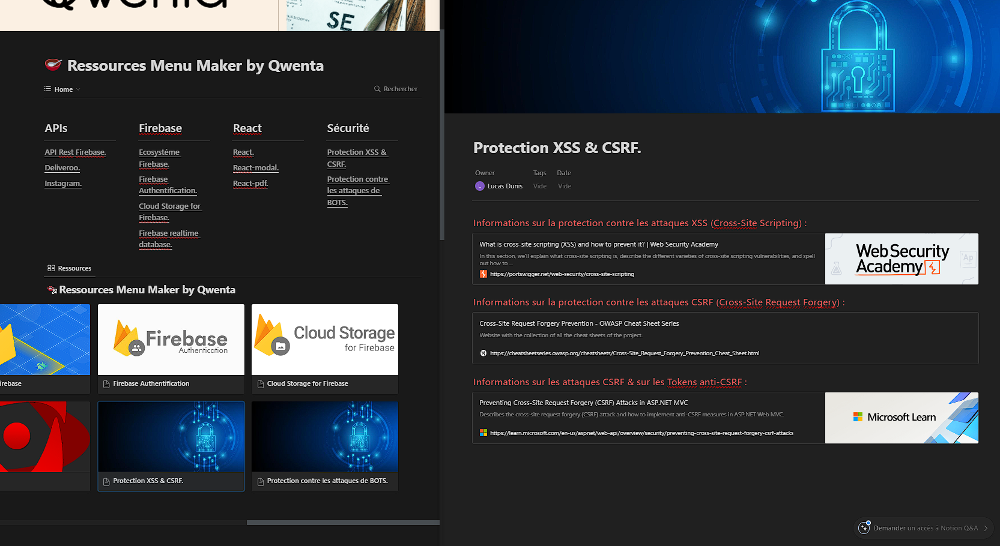 Qwenta
SE
Ressources Menu Maker by Qwenta
Home
Rechercher
APIs
API Rest Firebase.
Deliveroo.
Instagram.
Firebase
Ecosystème
Firebase.
Firebase
Authentification.
Cloud Storage for
Firebase.
Firebase realtime
database.
React
React.
React-modal.
React-pdf.
Sécurité
Protection XSS &
CSRF.
Protection contre
les attaques de
BOTS.
Ressources
Ressources Menu Maker by Qwenta
irebase
Firebase
Authentication
Firebase Authentification
Cloud Storage
for Firebase
Cloud Storage for Firebase
Protection XSS & CSRF.
Protection contre les attaques de BOTS.
Protection XSS & CSRF.
Owner Tags Date
L Lucas Dunis Vide Vide
Informations sur la protection contre les attaques XSS (Cross-Site Scripting) :
What is cross-site scripting (XSS) and how to prevent it? | Web Security Academy
In this section, we'll explain what cross-site scripting is, describe the different varieties of cross-site scripting vulnerabilities, and spell
out how to ...
https://portswigger.net/web-security/cross-site-scripting
Web Security
Academy
Ap
Informations sur la protection contre les attaques CSRF (Cross-Site Request Forgery) :
Cross-Site Request Forgery Prevention - OWASP Cheat Sheet Series
Website with the collection of all the cheat sheets of the project.
https://cheatsheetseries.owasp.org/cheatsheets/Cross-Site_Request_Forgery_Prevention_Cheat_Sheet.html
Informations sur les attaques CSRF & sur les Tokens anti-CSRF :
Preventing Cross-Site Request Forgery (CSRF) Attacks in ASP.NET MVC
Describes the cross-site request forgery (CSRF) attack and how to implement anti-CSRF measures in ASP.NET Web MVC.
https://learn.microsoft.com/en-us/aspnet/web-api/overview/security/preventing-cross-site-request-forgery-csrf-attacks
Microsoft Learn
Demander un accès à Notion Q&A